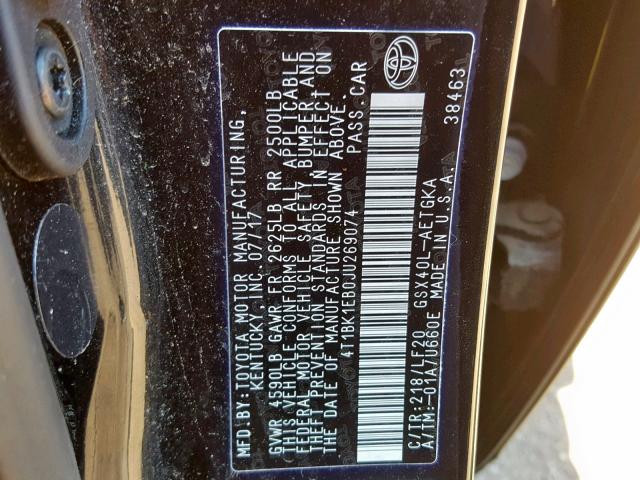 MFD.BY:TOYOTA MOTOR MANUFACTURING,
KENTUCKY, INC. 07/17
GVWR 4590LB GAWR FR 2625LB RR 2500LB
THIS VEHICLE CONFORMS TO ALL APPLICABLE
FEDERAL MOTOR VEHICLE SAFETY, BUMPER, AND
THEFT PREVENTION STANDARDS IN EFFECT ON
THE DATE OF MANUFACTURE SHOWN ABOVE.
4T1BK1EB0JU269074 PASS.CAR
C/TR:218/LF20 GSX40L-AETGKA
A/TM:-01A/U660E MADE IN U.S.A.
38463